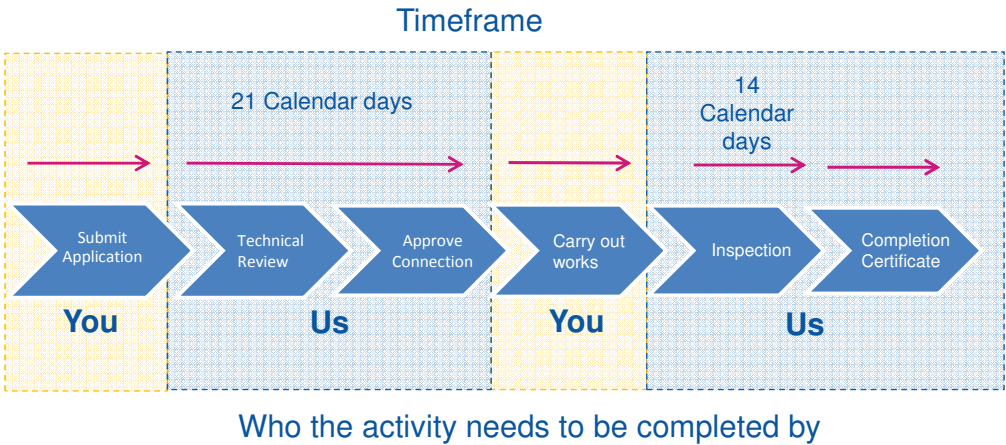 Timeframe
21 Calendar days
14
Calendar
days
Submit
Application
Technical
Review
Approve
Connection
Carry out
works
Inspection
Completion
Certificate
You
Us
You
Us
Who the activity needs to be completed by